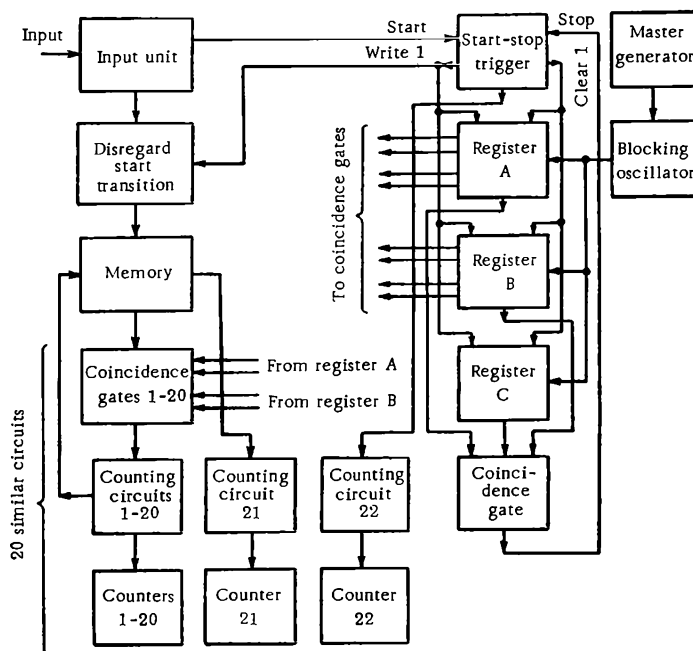 Input
Input unit
Start
Write 1
Start-stop
trigger
Stop
Clear 1
Master
generator
Disregard
start
transition
To coincidence gates
Register
A
Blocking
oscillator
Memory
Register
B
20 similar circuits
Coincidence
gates 1-20
From register A
From register B
Register
C
Counting
circuits
1-20
Counting
circuit
21
Counting
circuit
22
Coinci-
dence
gate
Counters
1-20
Counter
21
Counter
22